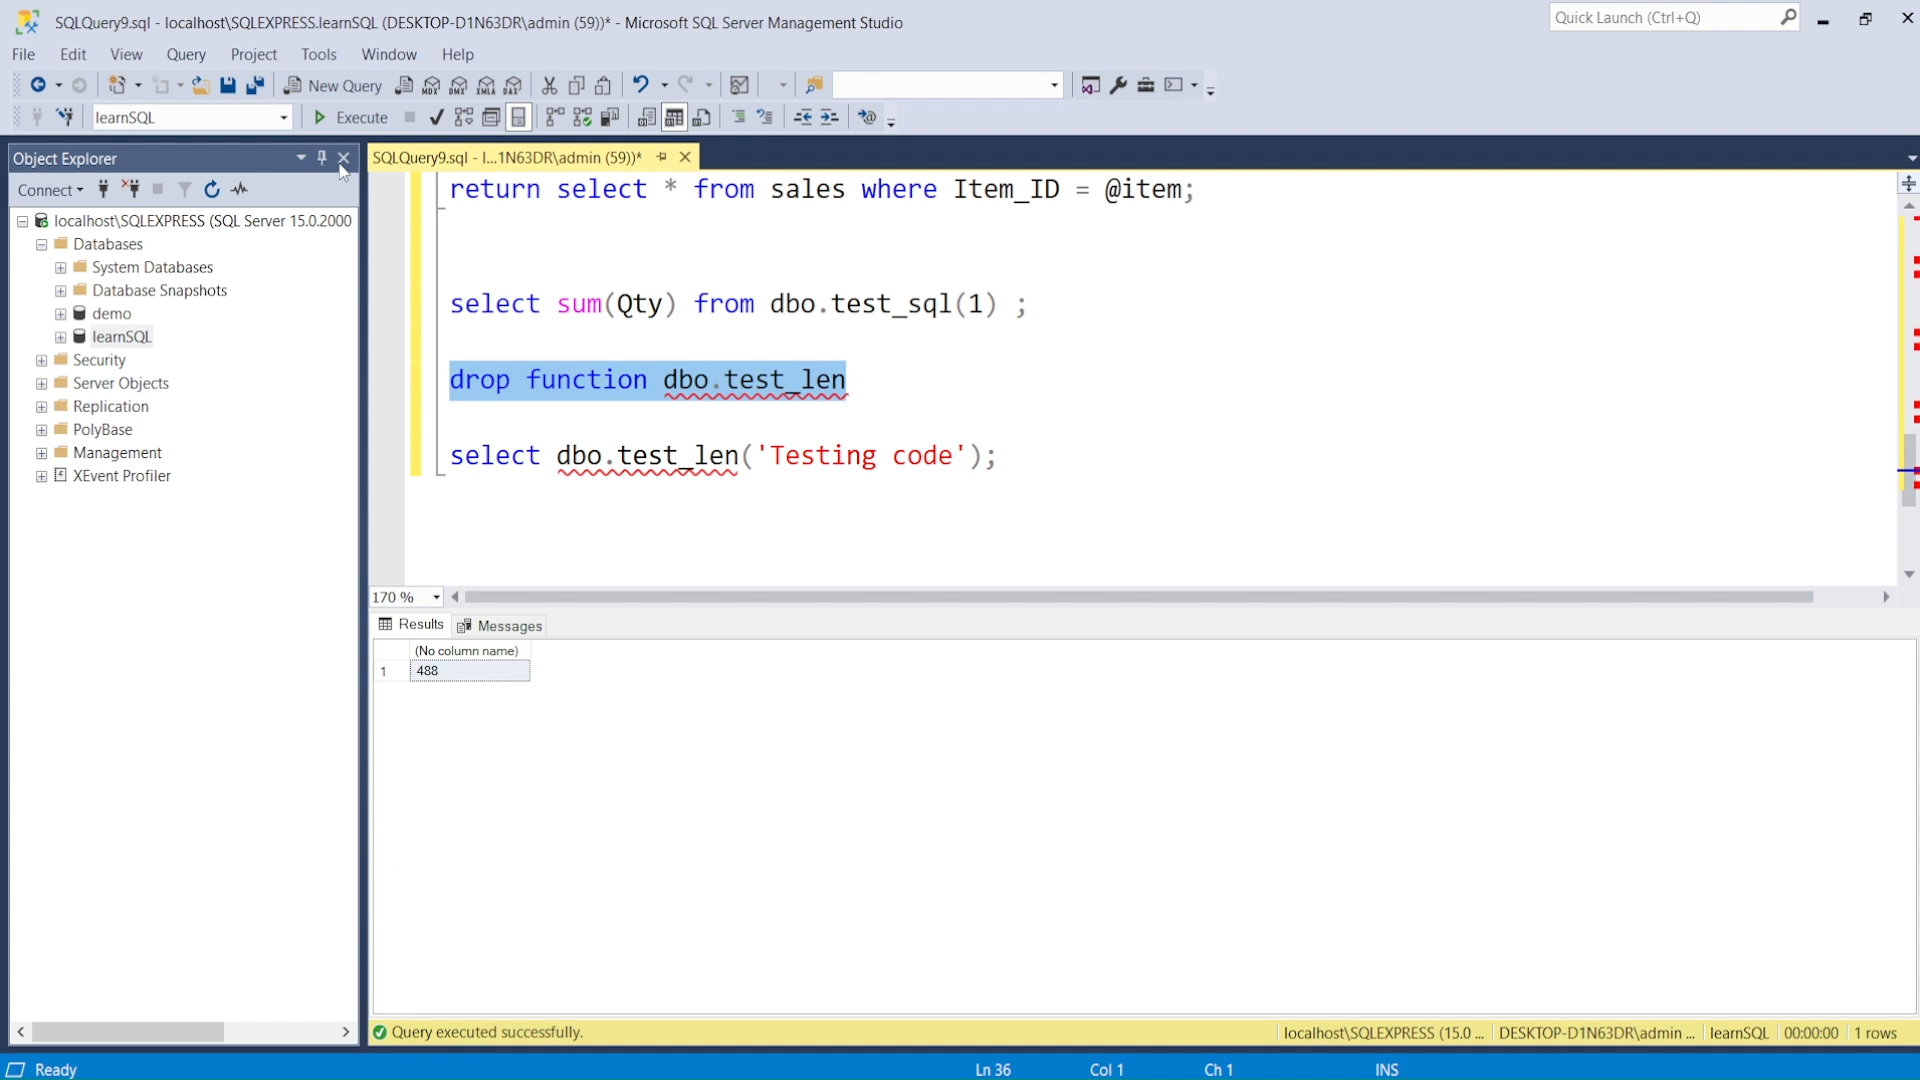 SQLQuery9.sql - localhost\SQLEXPRESS.learnSQL (DESKTOP-D1N63DR\admin (59))* - Microsoft SQL Server Management Studio
Quick Launch (Ctrl+Q)
File Edit View Query Project Tools Window Help
New Query
MDX DMX XMLA DAX
learnSQL Execute
Object Explorer
SQLQuery9.sql - l...1N63DR\admin (59))*
Connect
localhost\SQLEXPRESS (SQL Server 15.0.2000
Databases
System Databases
Database Snapshots
demo
learnSQL
Security
Server Objects
Replication
PolyBase
Management
XEvent Profiler
return select * from sales where Item_ID = @item;
select sum(Qty) from dbo.test_sql(1) ;
drop function dbo.test_len
select dbo.test_len('Testing code');
170 %
Results Messages
(No column name)
1 488
Query executed successfully.
localhost\SQLEXPRESS (15.0 ... DESKTOP-D1N63DR\admin ... learnSQL 00:00:00 1 rows
Ready Ln 36 Col 1 Ch 1 INS